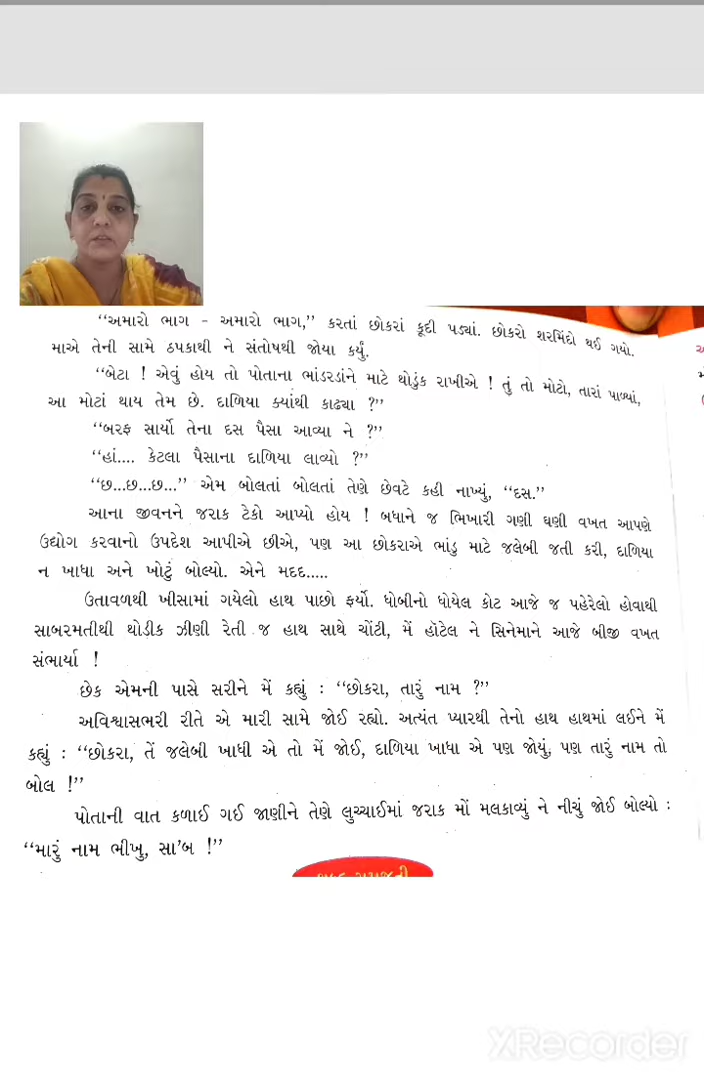 “અમારો ભાગ - અમારો ભાગ,” કરતાં છોકરાં કૂદી પડ્યાં. છોકરો શરમિંદો થઈ ગયો.
માએ તેની સામે ઠપકાથી ને સંતોષથી જોયા કર્યું.
“બેટા ! એવું હોય તો પોતાના ભાંડરડાંને માટે થોડુંક રાખીએ ! તું તો મોટો, તારાં પાળ્યાં,
આ મોટાં થાય તેમ છે. દાળિયા ક્યાંથી કાઢ્યા ?”
“બરફ સાર્યો તેના દસ પૈસા આવ્યા ને ?”
“હાં.... કેટલા પૈસાના દાળિયા લાવ્યો ?”
“છ...છ...છ...” એમ બોલતાં બોલતાં તેણે છેવટે કહી નાખ્યું, “દસ.”
આના જીવનને જરાક ટેકો આપ્યો હોય ! બધાને જ ભિખારી ગણી ઘણી વખત આપણે
ઉદ્યોગ કરવાનો ઉપદેશ આપીએ છીએ, પણ આ છોકરાએ ભાંડુ માટે જલેબી જતી કરી, દાળિયા
ન ખાધા અને ખોટું બોલ્યો. એને મદદ.....
ઉતાવળથી ખીસામાં ગયેલો હાથ પાછો ફર્યો. ધોબીનો ધોયેલ કોટ આજે જ પહેરેલો હોવાથી
સાબરમતીથી થોડીક ઝીણી રેતી જ હાથ સાથે ચોંટી, મેં હૉટેલ ને સિનેમાને આજે બીજી વખત
સંભાર્યા !
છેક એમની પાસે સરીને મેં કહ્યું : “છોકરા, તારું નામ ?”
અવિશ્વાસભરી રીતે એ મારી સામે જોઈ રહ્યો. અત્યંત પ્યારથી તેનો હાથ હાથમાં લઈને મેં
કહ્યું : “છોકરા, તેં જલેબી ખાધી એ તો મેં જોઈ, દાળિયા ખાધા એ પણ જોયું, પણ તારું નામ તો
બોલ !”
પોતાની વાત કળાઈ ગઈ જાણીને તેણે લુચ્ચાઈમાં જરાક મોં મલકાવ્યું ને નીચું જોઈ બોલ્યો :
“મારું નામ ભીખુ, સા’બ !”
XRecorder